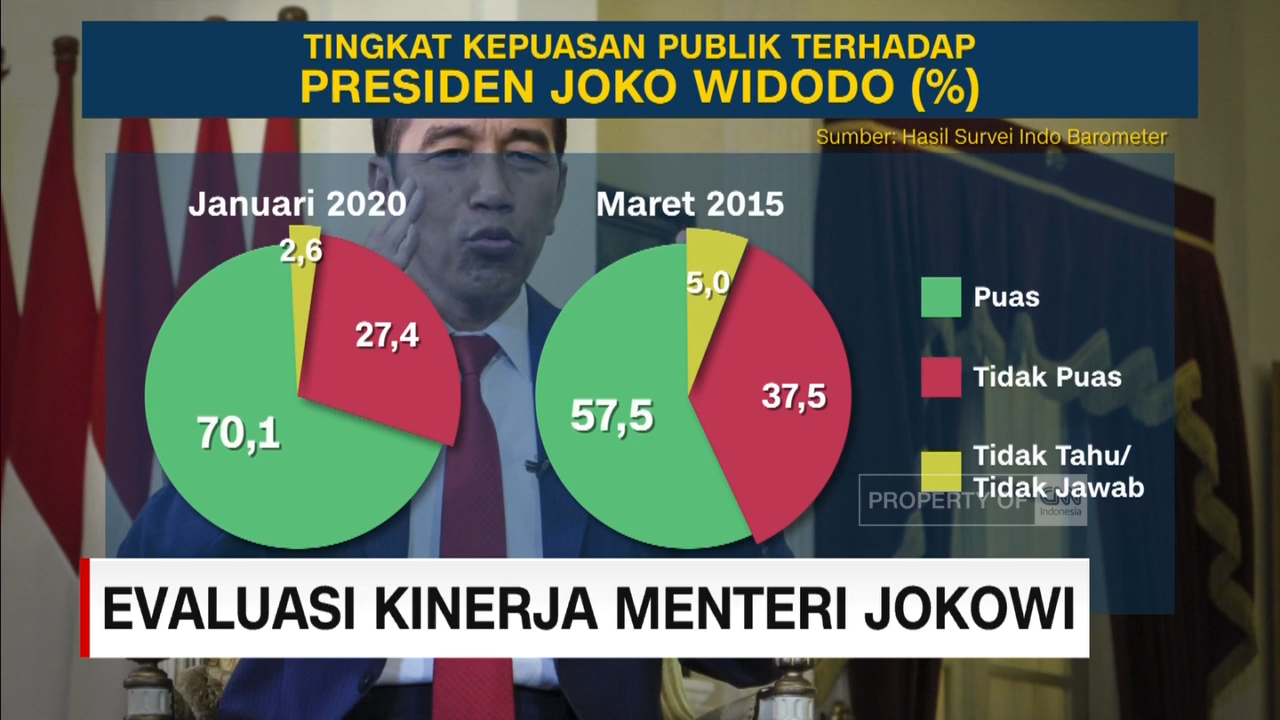 TINGKAT KEPUASAN PUBLIK TERHADAP
PRESIDEN JOKO WIDODO (%)
Sumber: Hasil Survei Indo Barometer
Januari 2020
2,6
27,4
70,1
Maret 2015
5,0
37,5
57,5
Puas
Tidak Puas
Tidak Tahu/
Tidak Jawab
PROPERTY OF CNN
Indonesia
EVALUASI KINERJA MENTERI JOKOWI